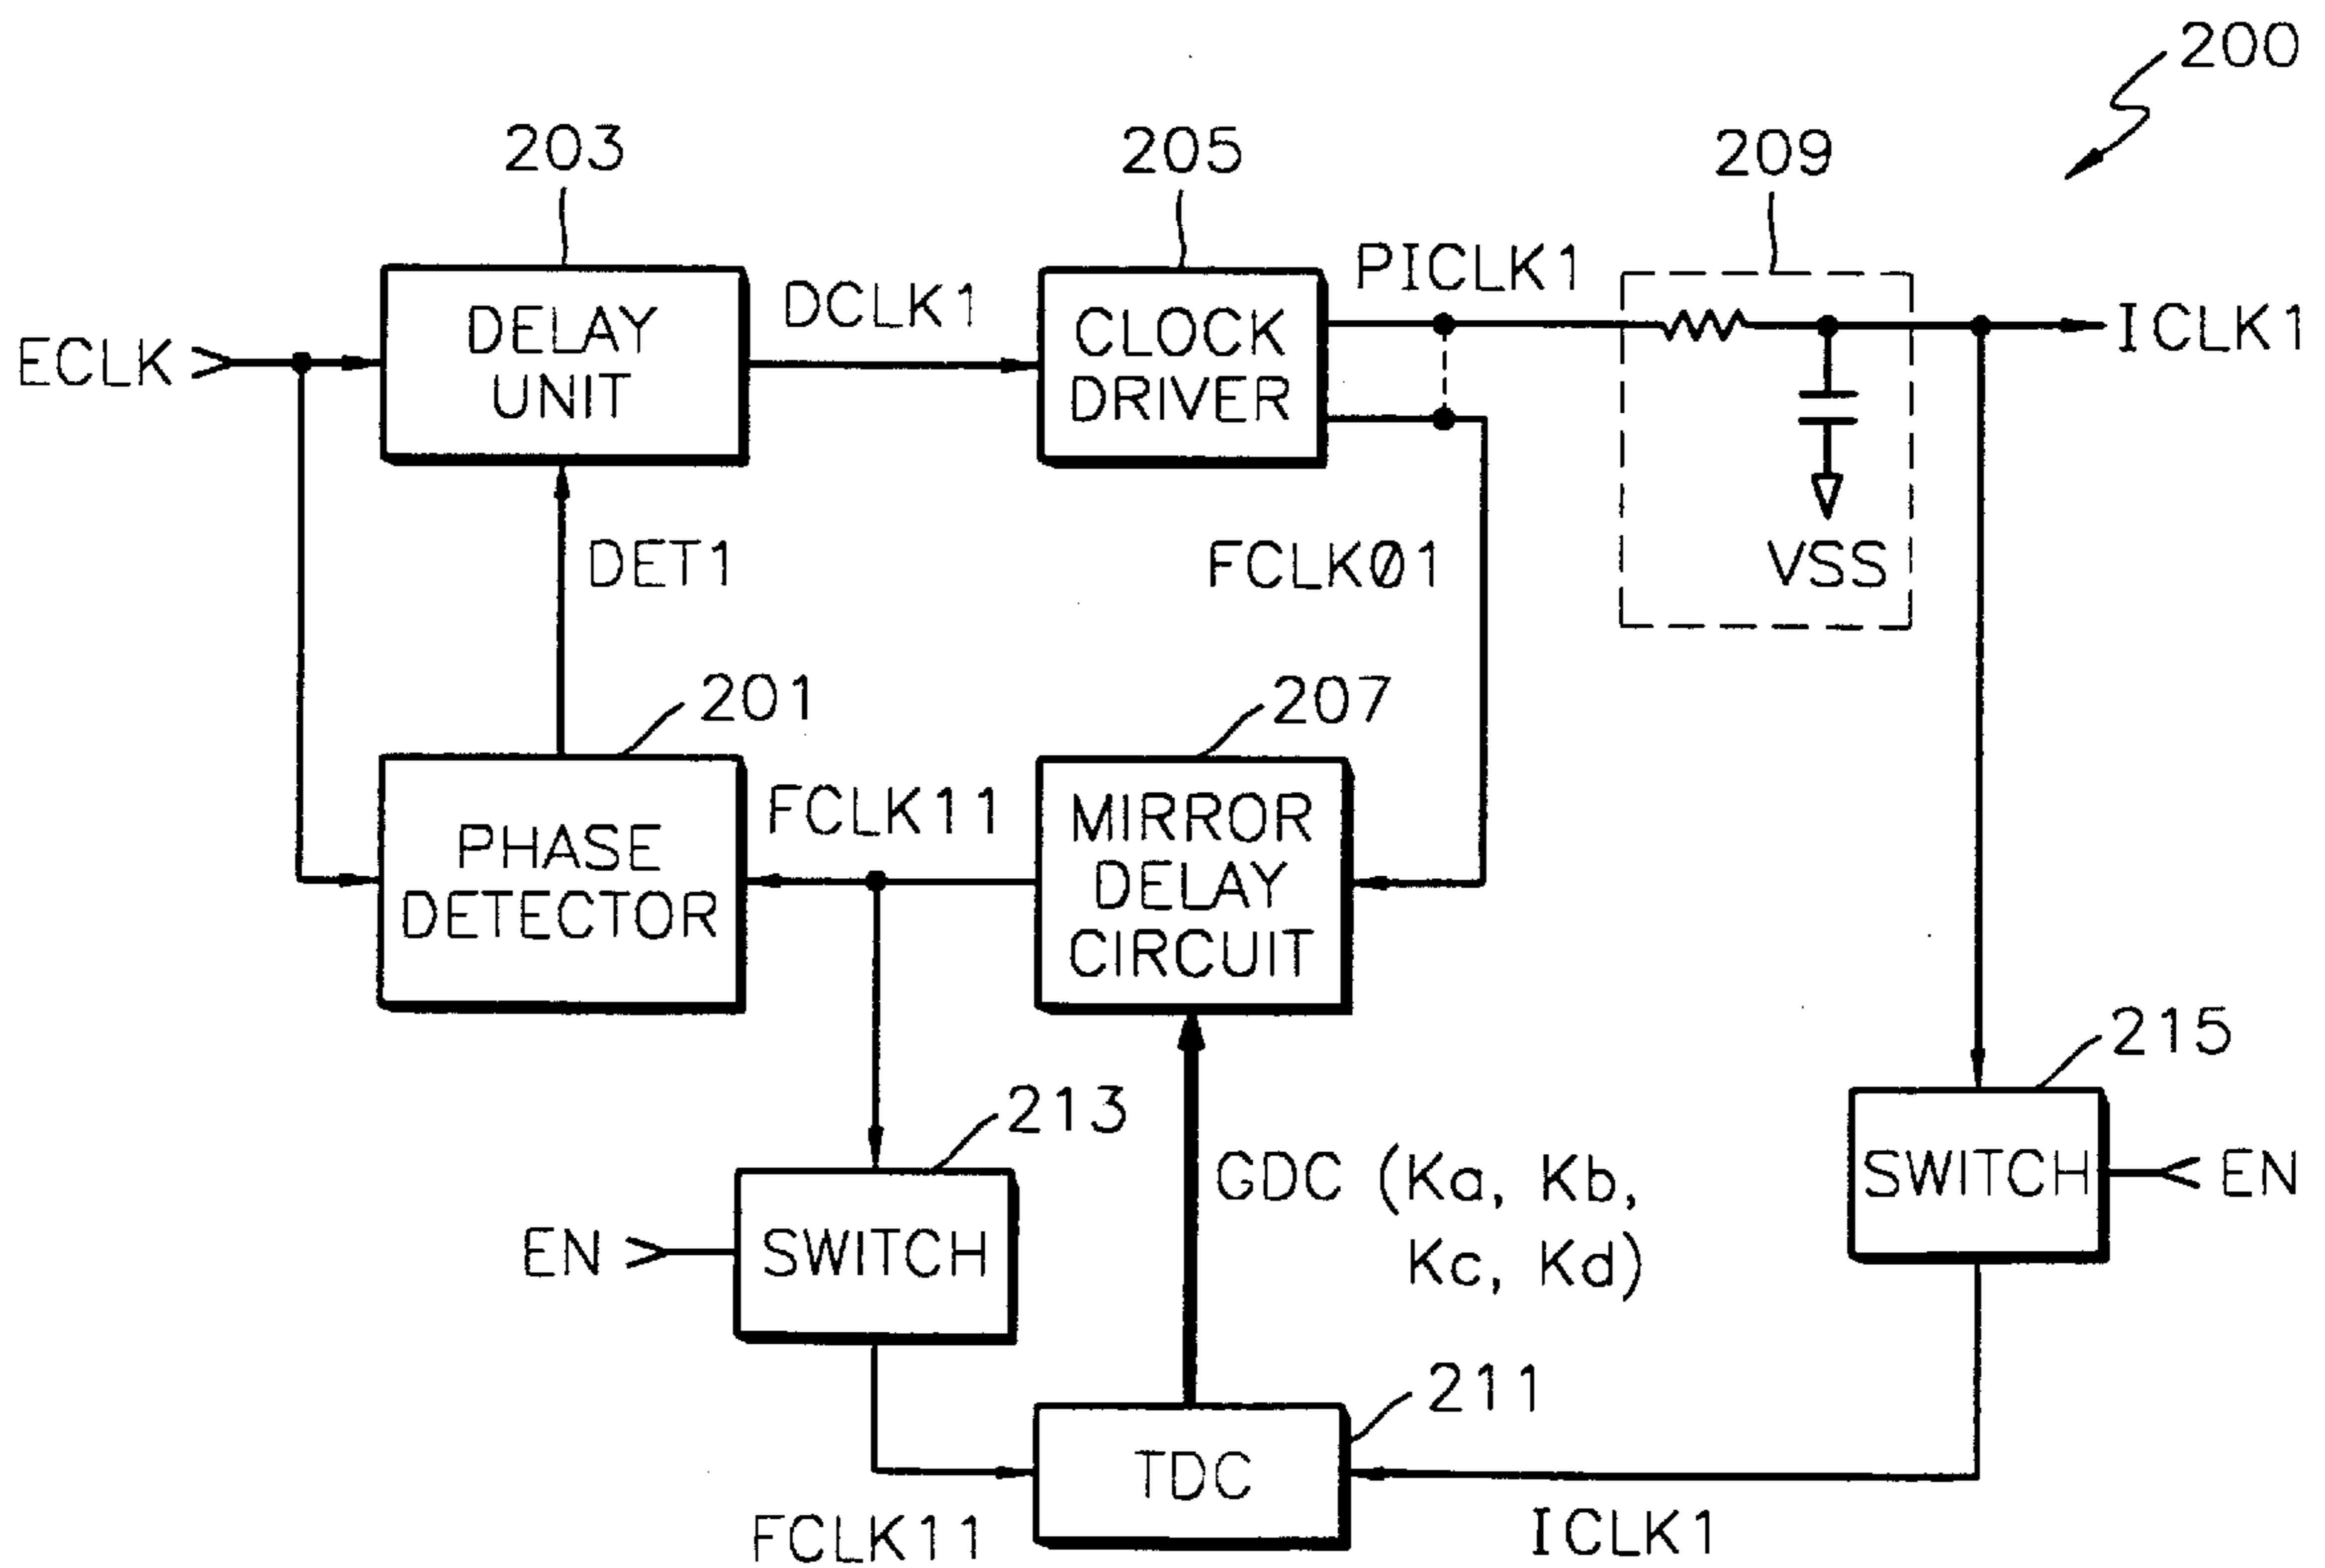 200
203
205
209
PICLK1
DCLK1
DELAY
UNIT
CLOCK
DRIVER
ECLK
ICLK1
DET1
FCLK01
VSS
201
207
FCLK11
PHASE
DETECTOR
MIRROR
DELAY
CIRCUIT
215
213
GDC (Ka, Kb,
Kc, Kd)
SWITCH
EN
EN
SWITCH
211
TDC
FCLK11
ICLK1